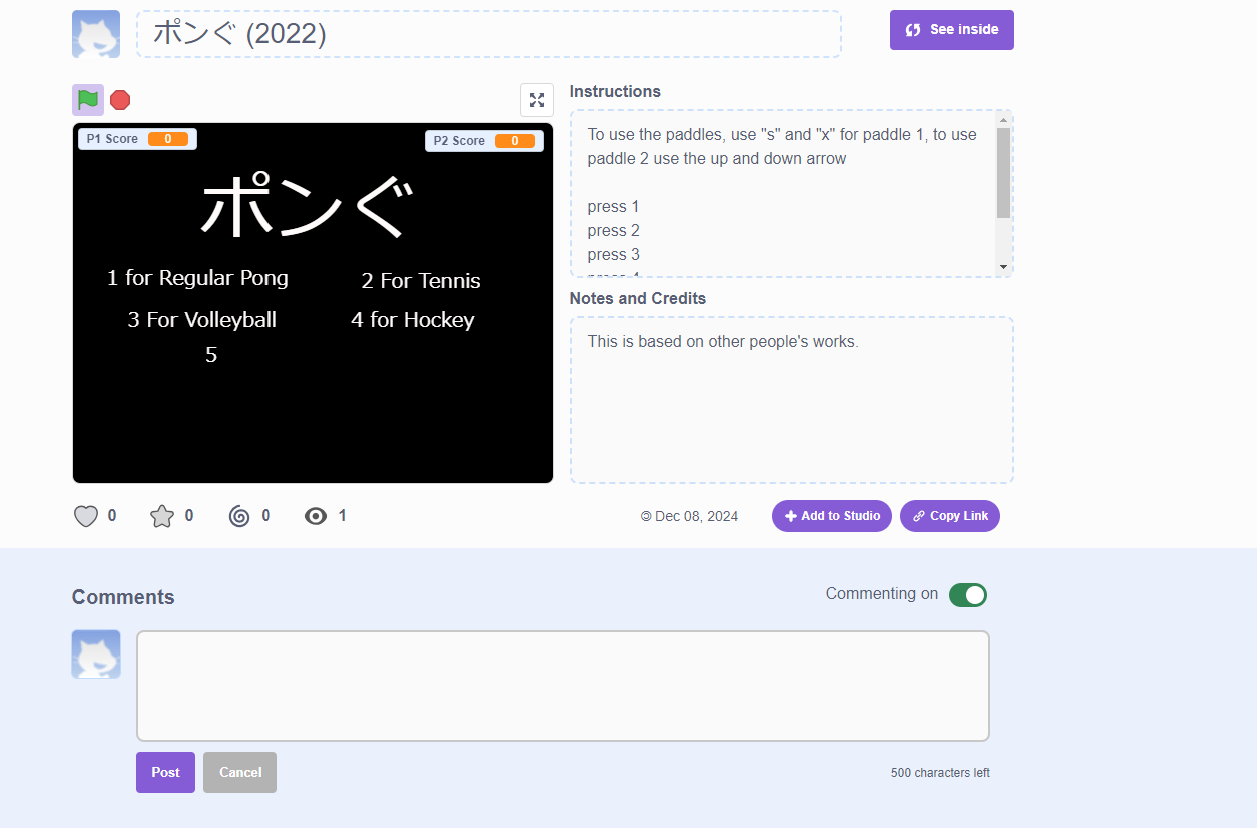 ポンぐ (2022)
See inside
Instructions
P1 Score 0
P2 Score 0
ポンぐ
1 for Regular Pong
2 For Tennis
3 For Volleyball
4 for Hockey
5
To use the paddles, use "s" and "x" for paddle 1, to use
paddle 2 use the up and down arrow
press 1
press 2
press 3
press 4
Notes and Credits
This is based on other people's works.
0
0
0
1
© Dec 08, 2024
Add to Studio
Copy Link
Comments
Commenting on
Post
Cancel
500 characters left